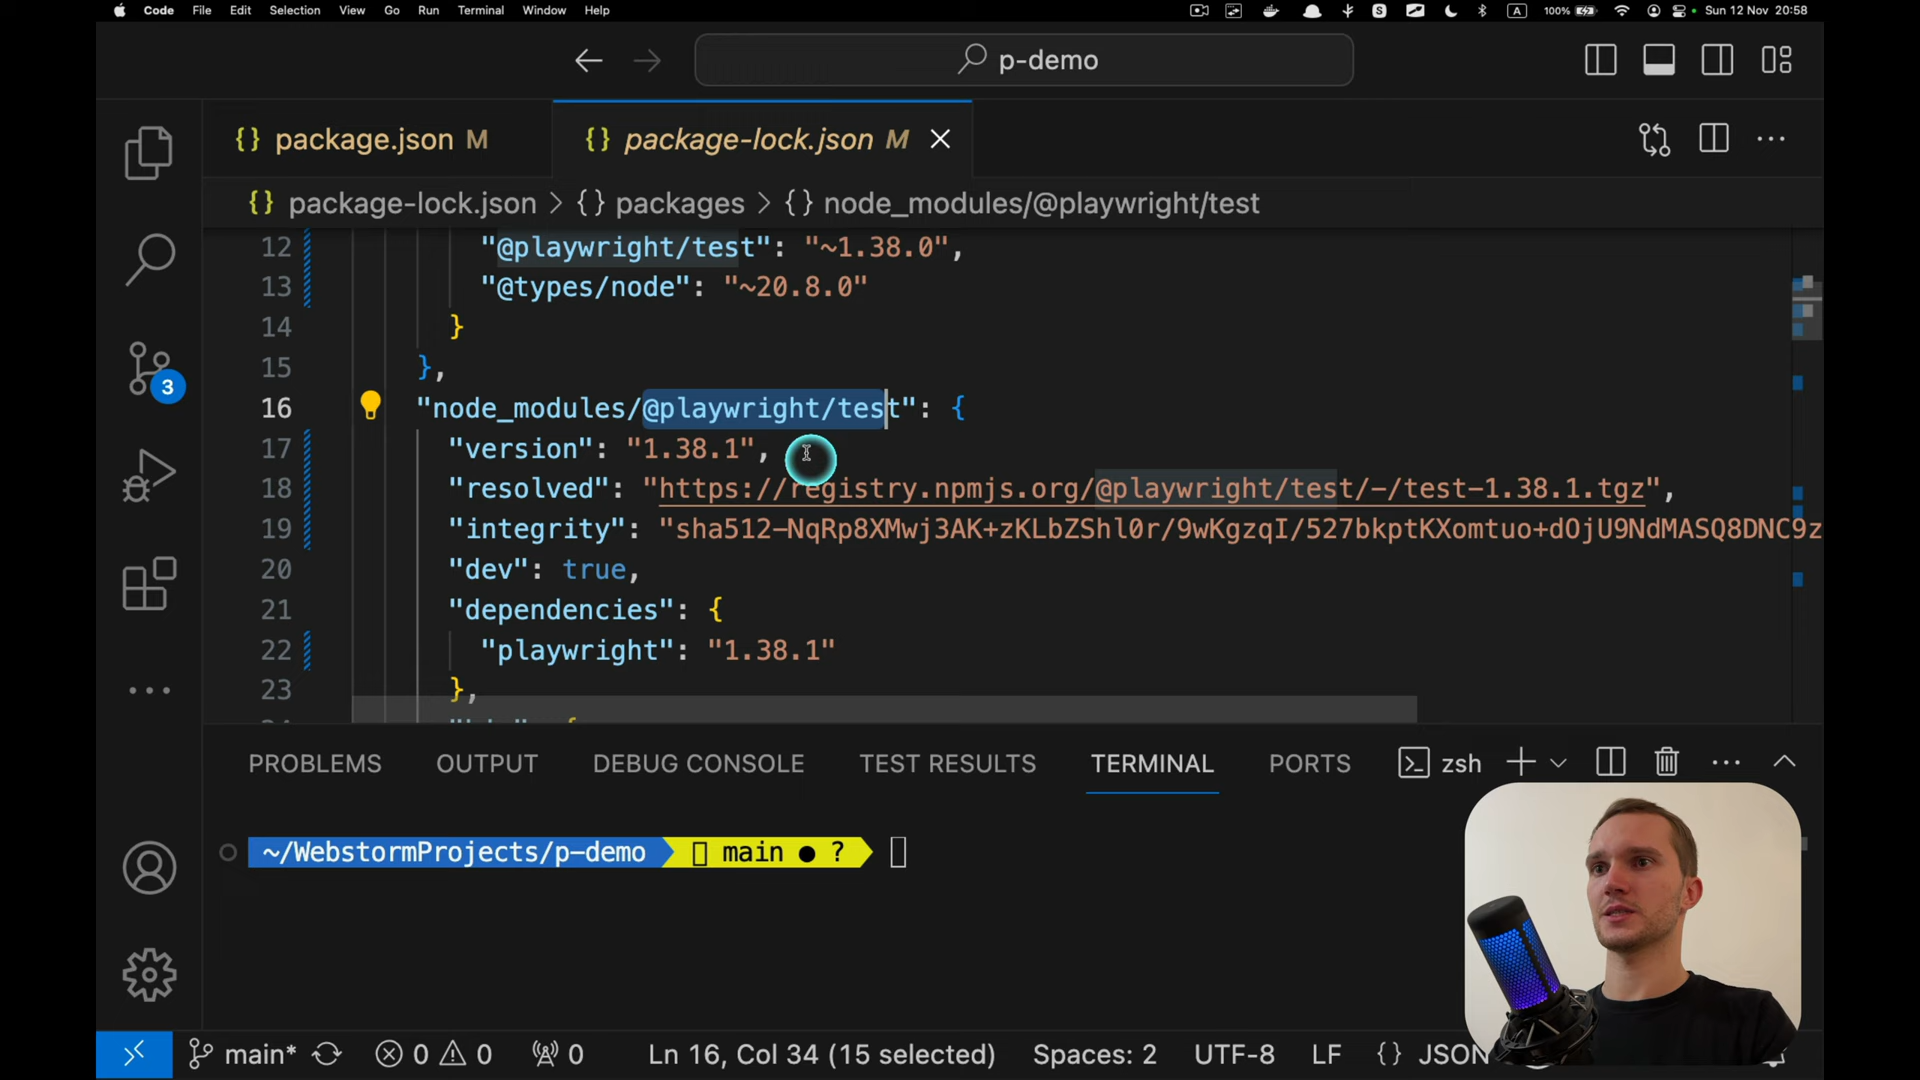 Code File Edit Selection View Go Run Terminal Window Help 100% Sun 12 Nov 20:58
p-demo
package.json M package-lock.json M
package-lock.json > {} packages > {} node_modules/@playwright/test
12 "@playwright/test": "~1.38.0",
13 "@types/node": "~20.8.0"
14 }
15 },
16 "node_modules/@playwright/test": {
17 "version": "1.38.1",
18 "resolved": "https://registry.npmjs.org/@playwright/test/-/test-1.38.1.tgz",
19 "integrity": "sha512-NqRp8XMwj3AK+zKLbZShl0r/9wKgzqI/527bkptKXomtuo+dOjU9NdMASQ8DNC9z
20 "dev": true,
21 "dependencies": {
22 "playwright": "1.38.1"
23 },
3
PROBLEMS OUTPUT DEBUG CONSOLE TEST RESULTS TERMINAL PORTS zsh
~/WebstormProjects/p-demo main ● ?
main* 0 0 0 Ln 16, Col 34 (15 selected) Spaces: 2 UTF-8 LF {} JSON